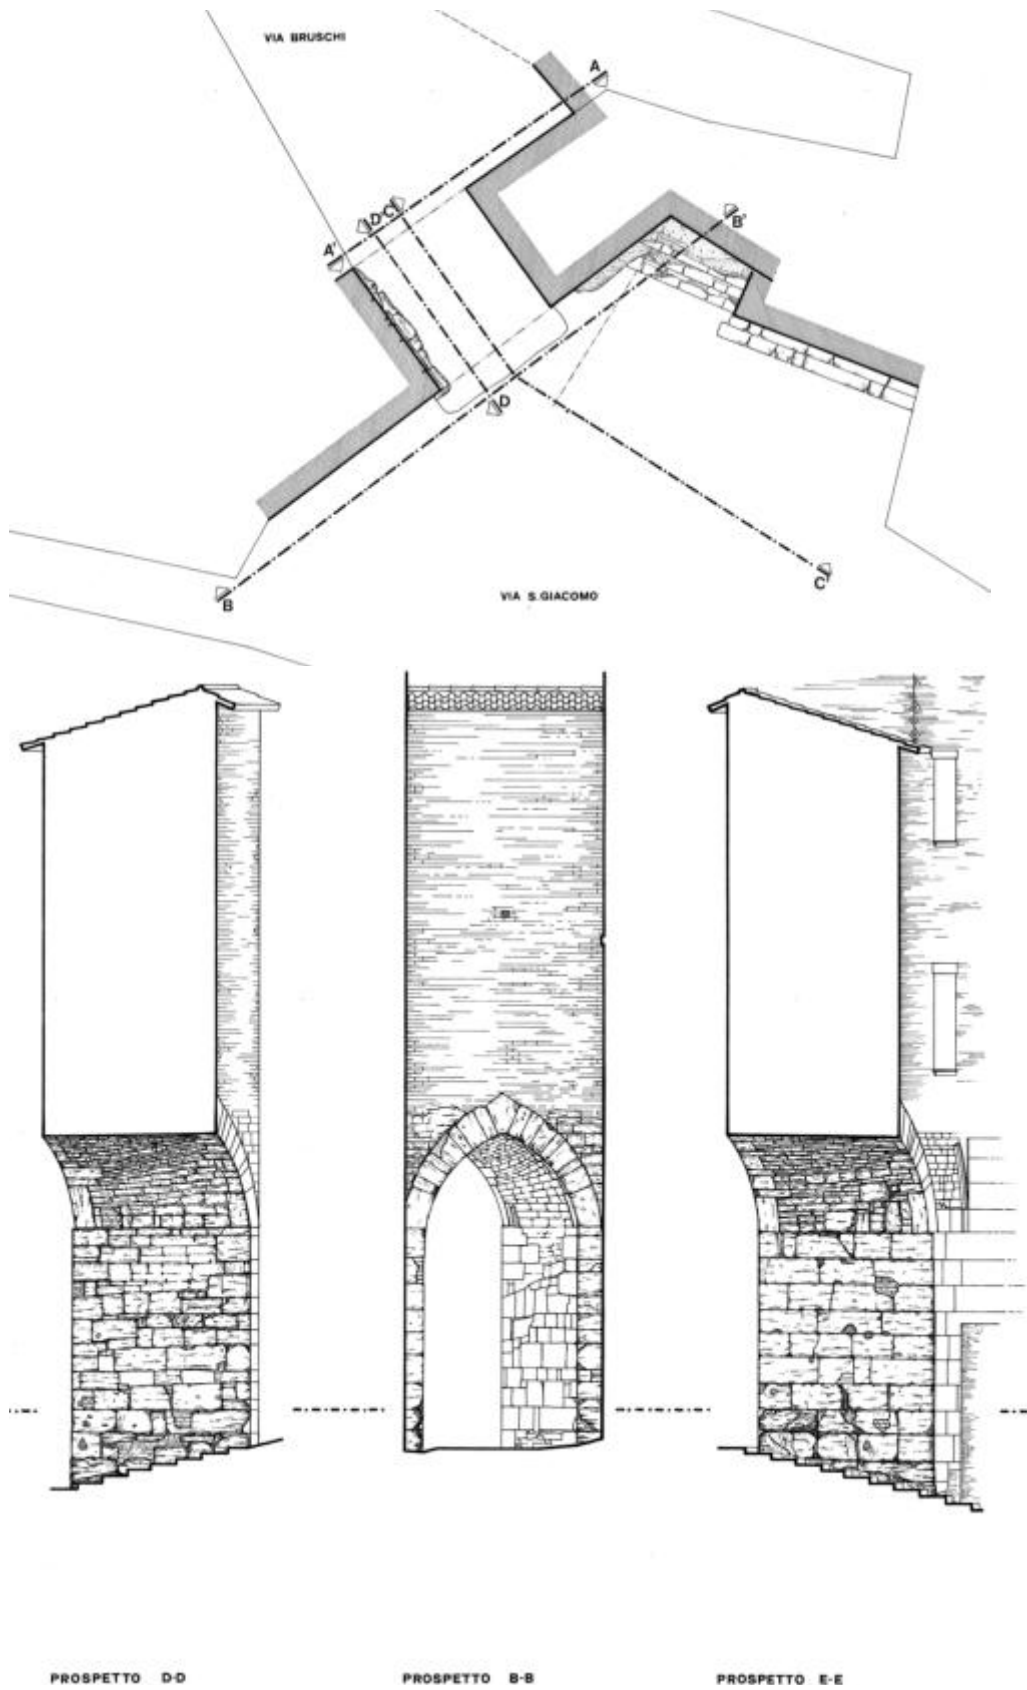 VIA BRUSCHI
A
B'
D'
C
A'
D
C'
B
VIA S. GIACOMO
PROSPETTO D-D
PROSPETTO B-B
PROSPETTO E-E